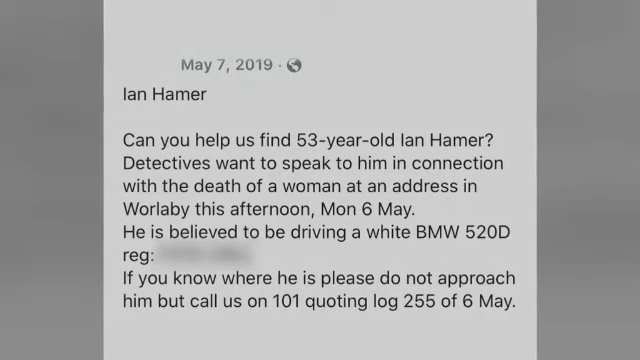 May 7, 2019 ·
Ian Hamer
Can you help us find 53-year-old Ian Hamer?
Detectives want to speak to him in connection
with the death of a woman at an address in
Worlaby this afternoon, Mon 6 May.
He is believed to be driving a white BMW 520D
reg:
If you know where he is please do not approach
him but call us on 101 quoting log 255 of 6 May.